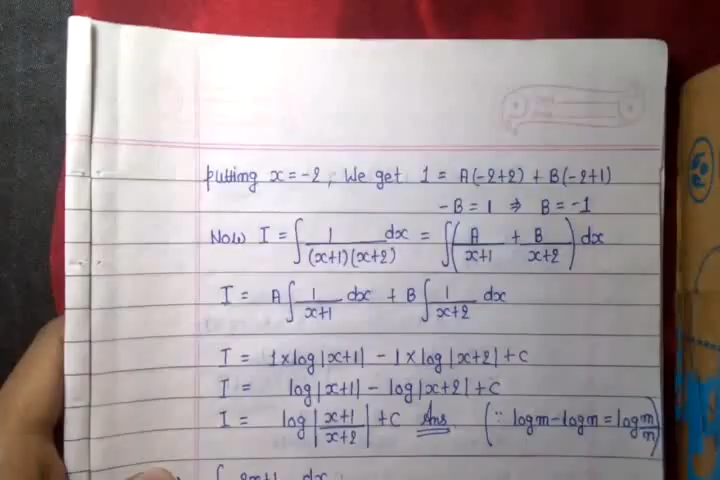 Putting x = -2, We get 1 = A(-2+2) + B(-2+1)
-B = 1 ⇒ B = -1
Now I = ∫ 1/((x+1)(x+2)) dx = ∫(A/(x+1) + B/(x+2)) dx
I = A∫ 1/(x+1) dx + B∫ 1/(x+2) dx
I = 1×log|x+1| - 1×log|x+2| + C
I = log|x+1| - log|x+2| + C
I = log|(x+1)/(x+2)| + C Ans (∵ logm - logn = log m/n)